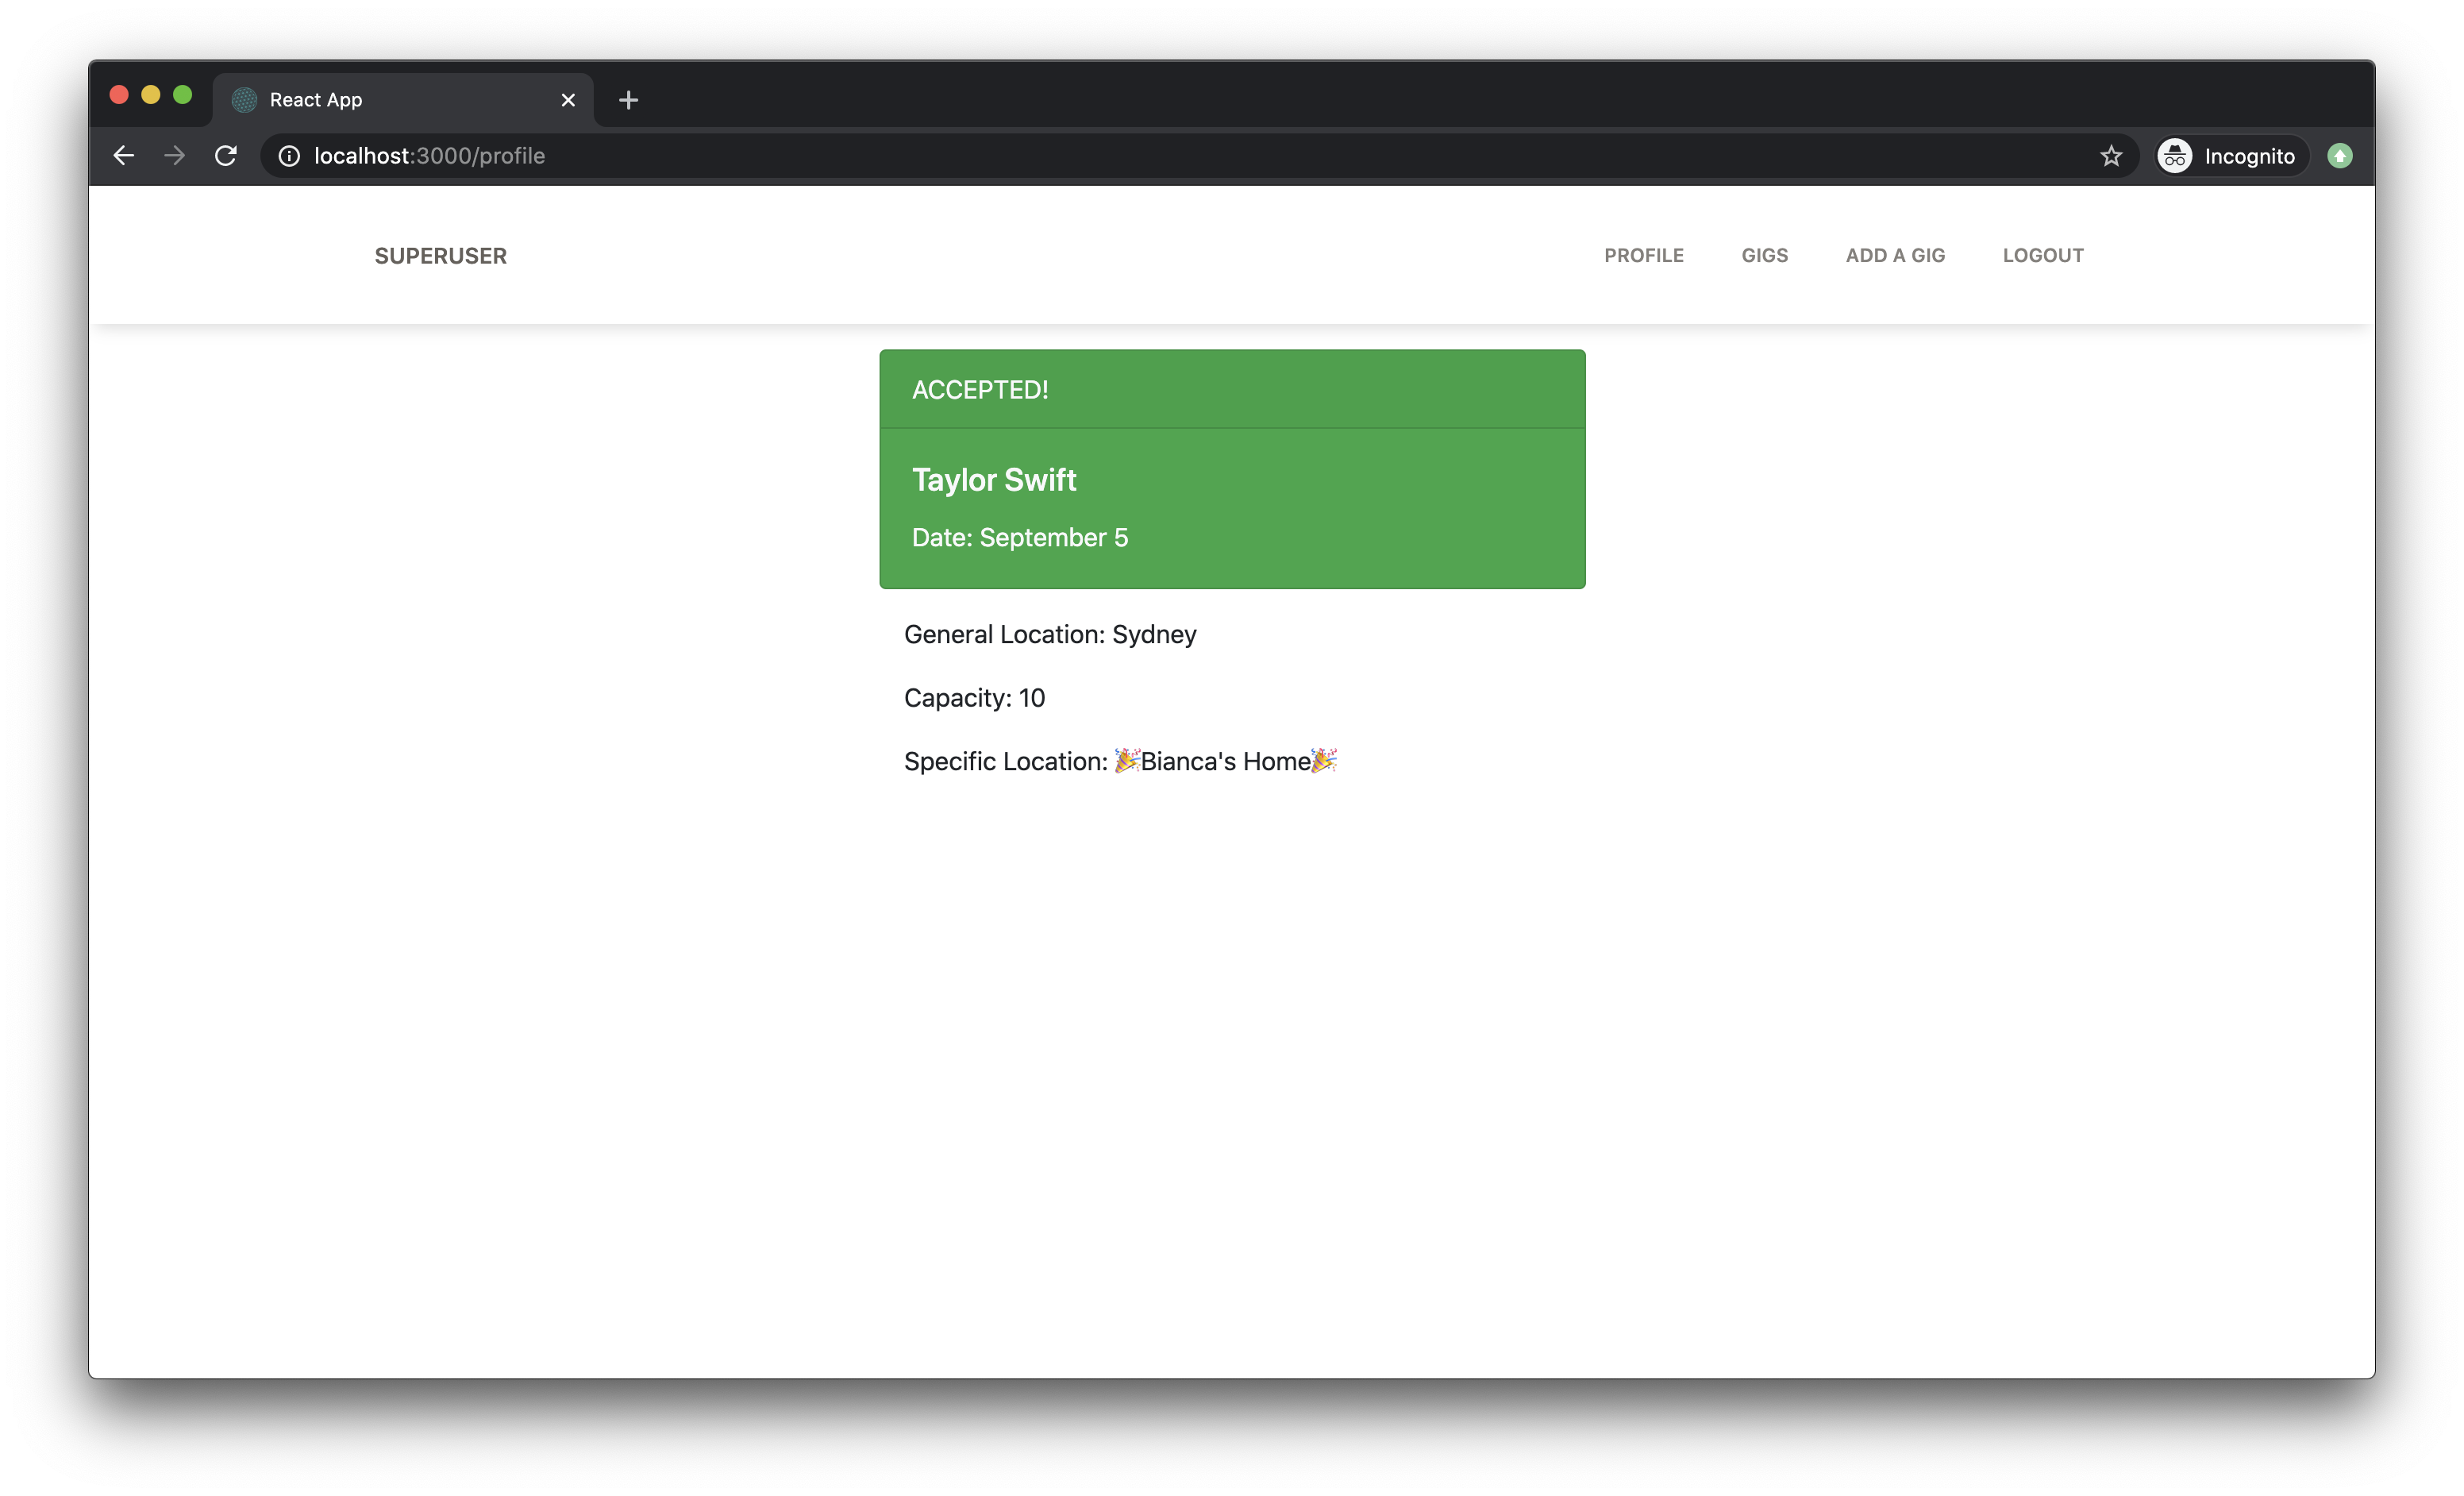 React App
localhost:3000/profile
Incognito
SUPERUSER
PROFILE GIGS ADD A GIG LOGOUT
ACCEPTED!
Taylor Swift
Date: September 5
General Location: Sydney
Capacity: 10
Specific Location: 🎉Bianca's Home🎉